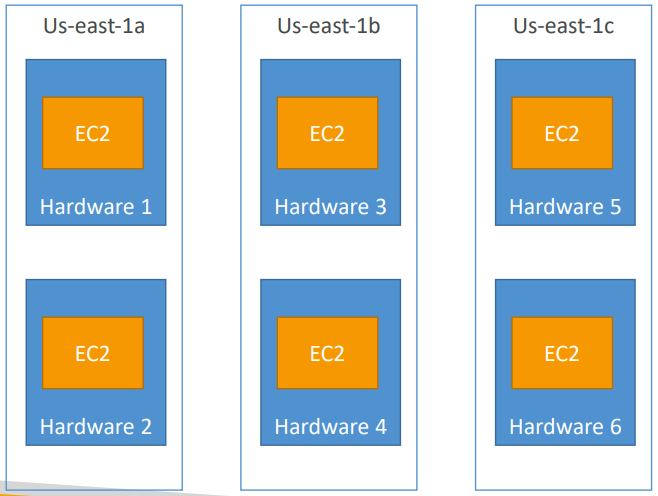 Us-east-1a
Us-east-1b
Us-east-1c
EC2
Hardware 1
EC2
Hardware 3
EC2
Hardware 5
EC2
Hardware 2
EC2
Hardware 4
EC2
Hardware 6